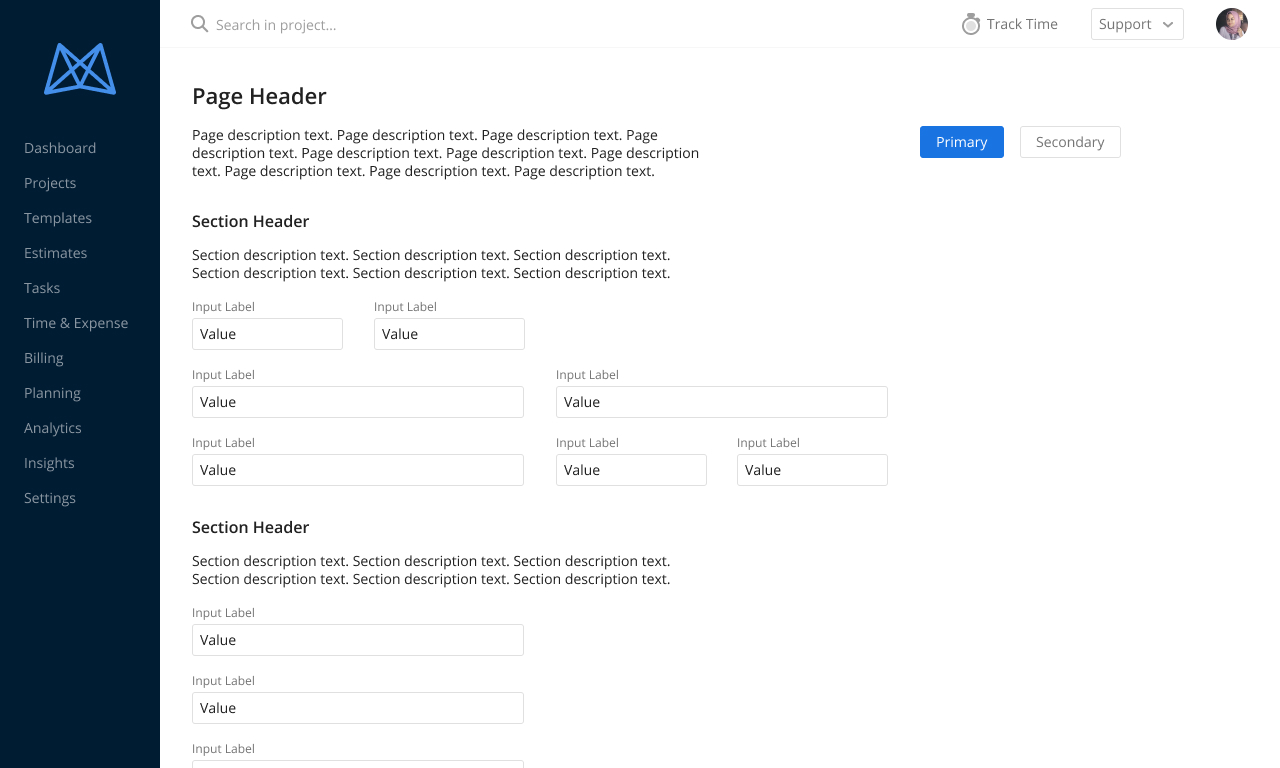 Search in project...
Track Time
Support
Dashboard
Projects
Templates
Estimates
Tasks
Time & Expense
Billing
Planning
Analytics
Insights
Settings
Page Header
Page description text. Page description text. Page description text. Page
description text. Page description text. Page description text. Page description
text. Page description text. Page description text. Page description text.
Primary
Secondary
Section Header
Section description text. Section description text. Section description text.
Section description text. Section description text. Section description text.
Input Label
Input Label
Value
Value
Input Label
Input Label
Value
Value
Input Label
Input Label
Input Label
Value
Value
Value
Section Header
Section description text. Section description text. Section description text.
Section description text. Section description text. Section description text.
Input Label
Value
Input Label
Value
Input Label